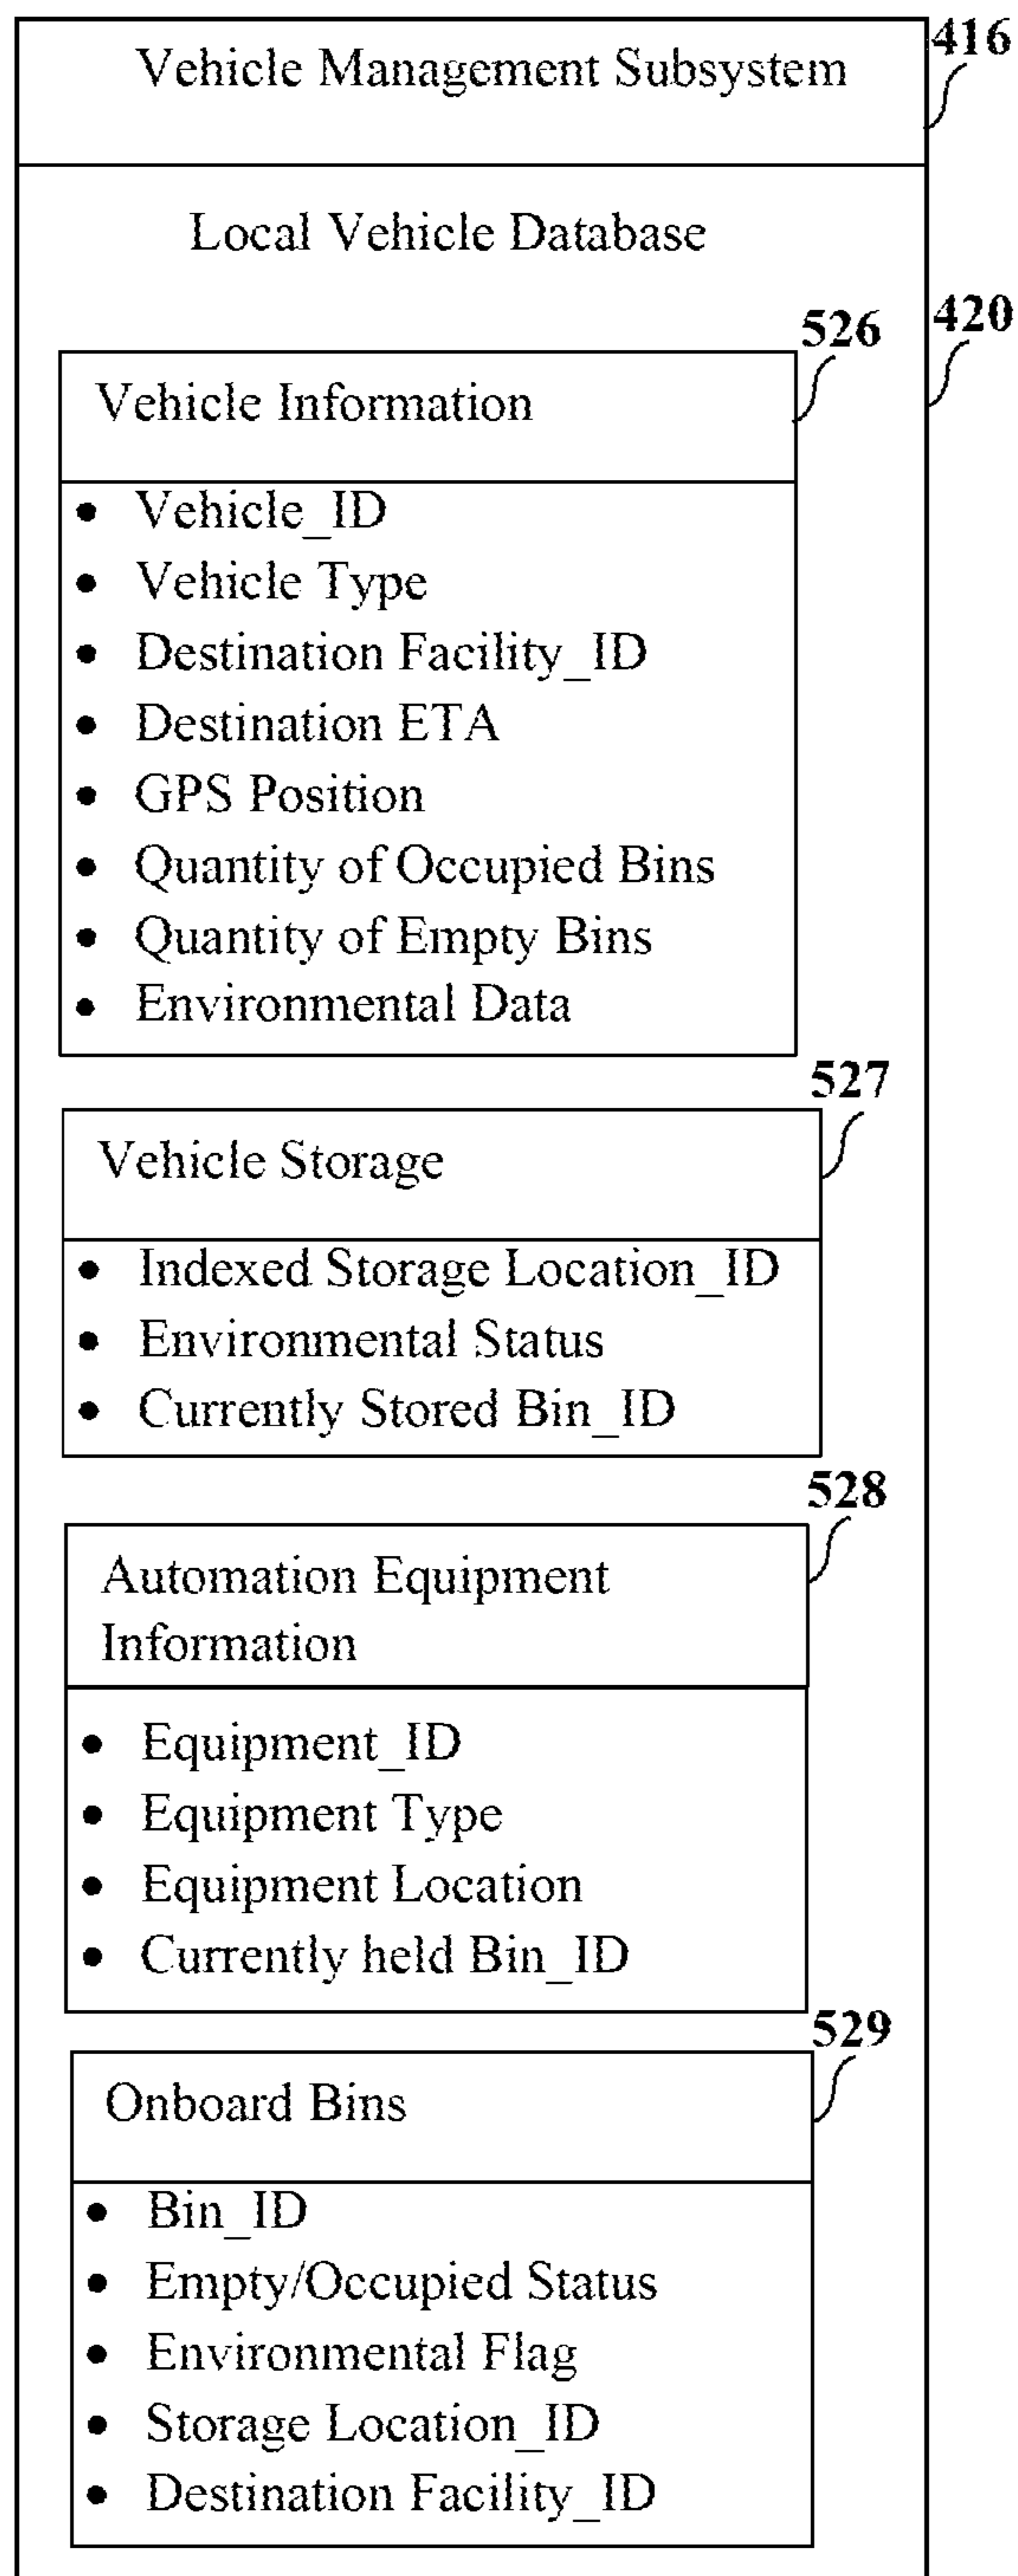 Vehicle Management Subsystem
416
Local Vehicle Database
420
526
Vehicle Information
• Vehicle_ID
• Vehicle Type
• Destination Facility_ID
• Destination ETA
• GPS Position
• Quantity of Occupied Bins
• Quantity of Empty Bins
• Environmental Data
527
Vehicle Storage
• Indexed Storage Location_ID
• Environmental Status
• Currently Stored Bin_ID
528
Automation Equipment
Information
• Equipment_ID
• Equipment Type
• Equipment Location
• Currently held Bin_ID
529
Onboard Bins
• Bin_ID
• Empty/Occupied Status
• Environmental Flag
• Storage Location_ID
• Destination Facility_ID